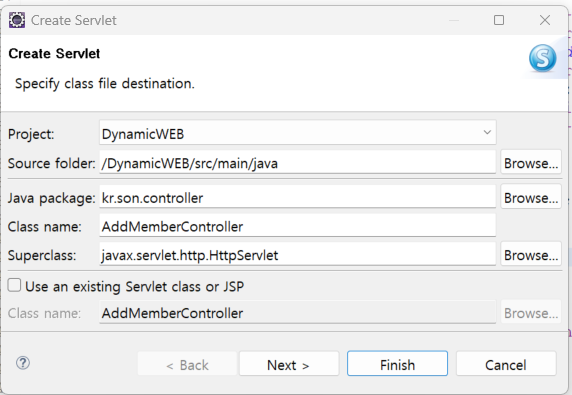 Create Servlet
Create Servlet
Specify class file destination.
Project: DynamicWEB
Source folder: /DynamicWEB/src/main/java Browse...
Java package: kr.son.controller Browse...
Class name: AddMemberController
Superclass: javax.servlet.http.HttpServlet Browse...
Use an existing Servlet class or JSP
Class name: AddMemberController Browse...
< Back Next > Finish Cancel